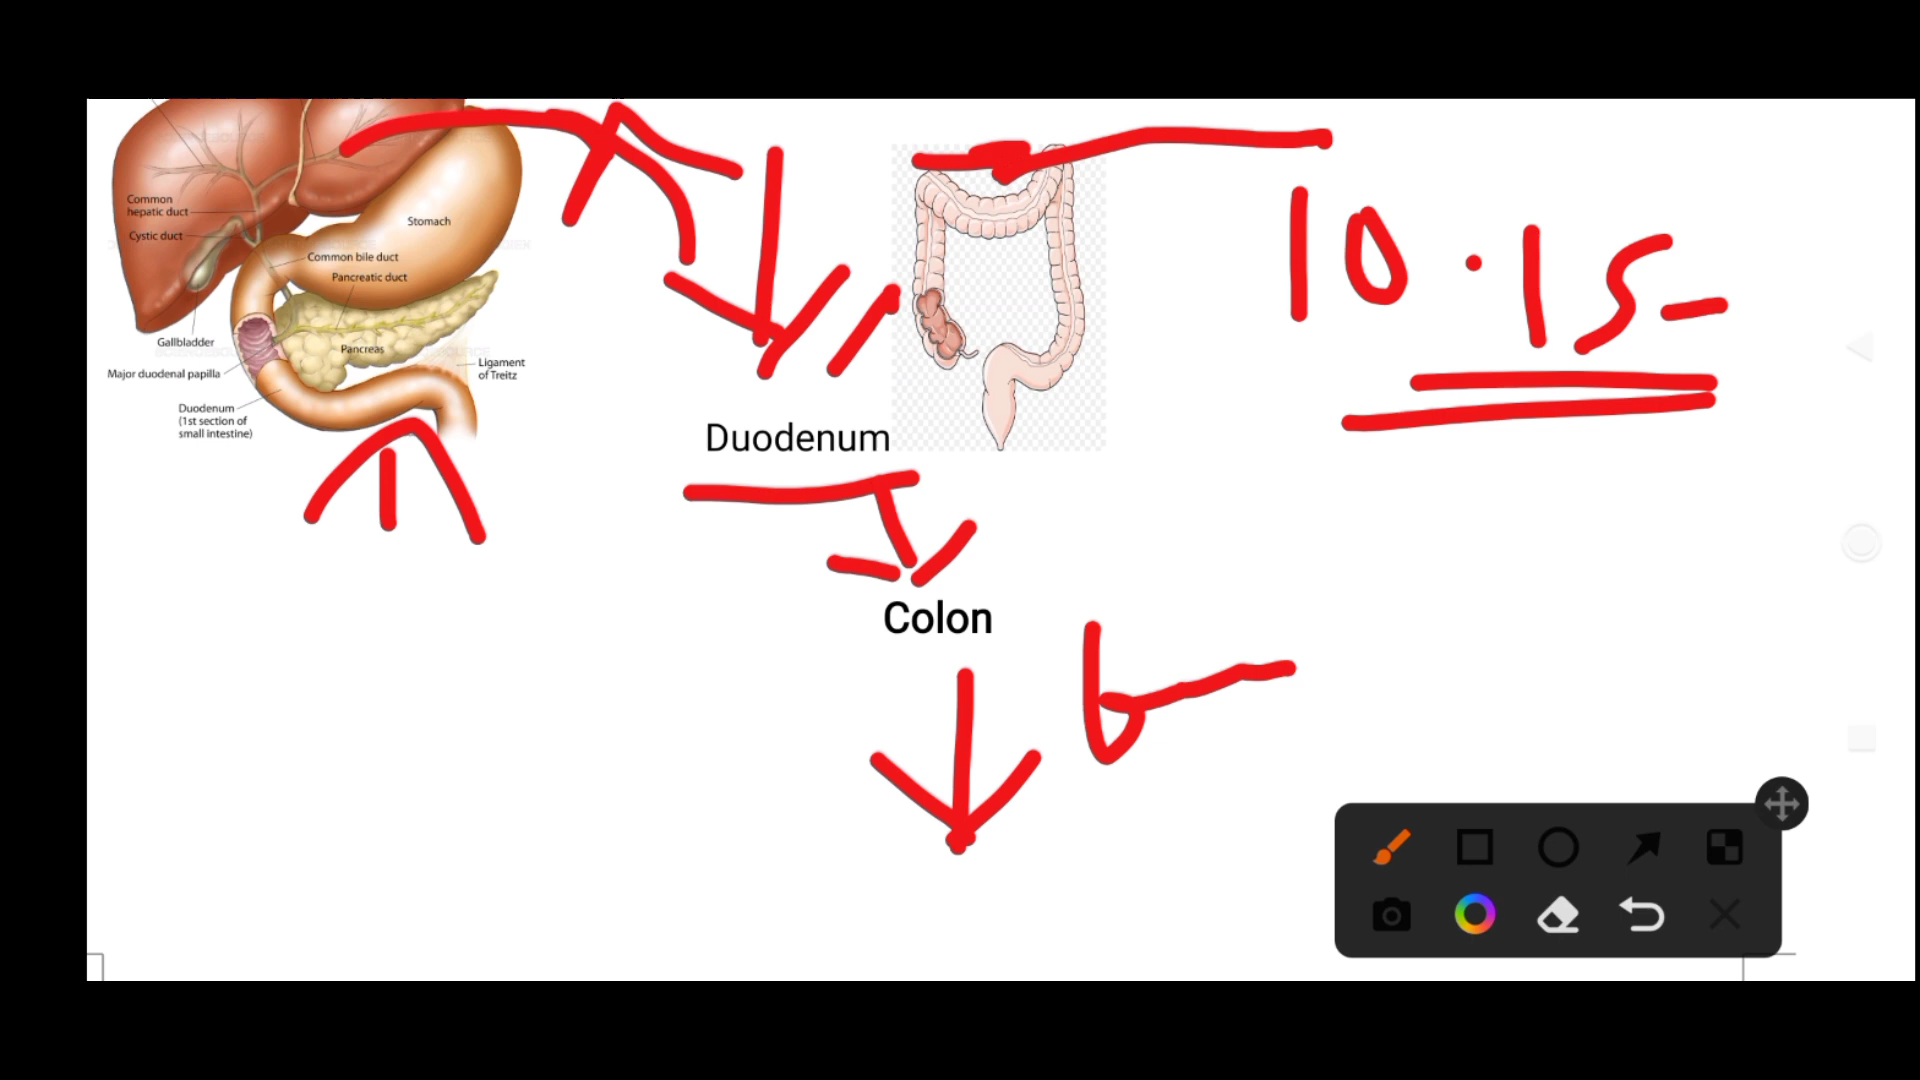 Common
hepatic duct
Cystic duct
Stomach
Common bile duct
Pancreatic duct
Gallbladder
Pancreas
Major duodenal papilla
Ligament
of Treitz
Duodenum
(1st section of
small intestine)
10.15-
Duodenum
Colon